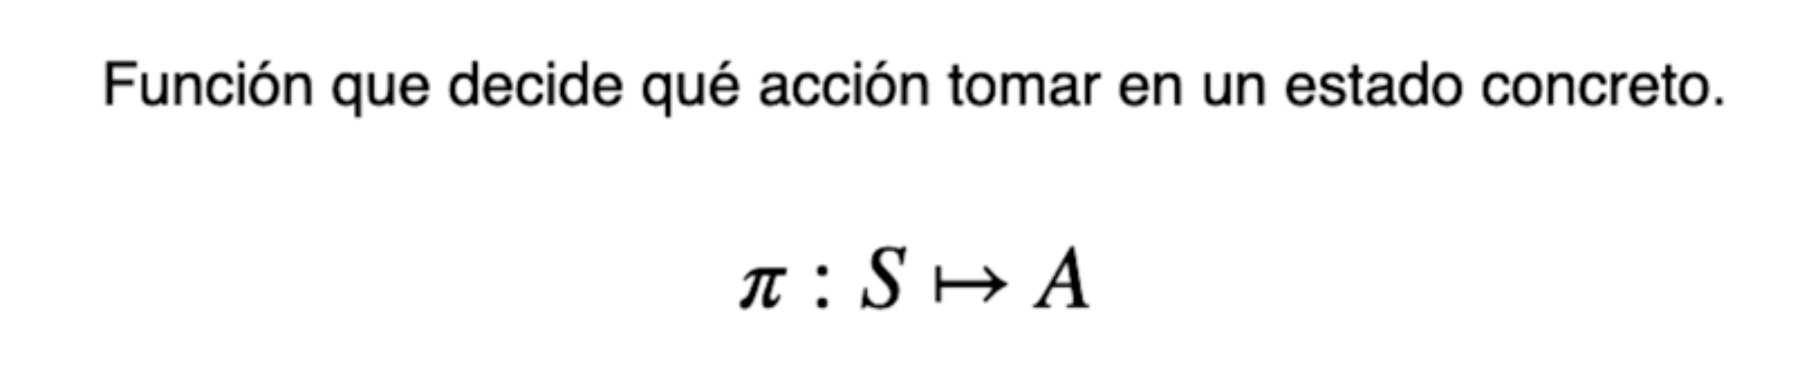 Función que decide qué acción tomar en un estado concreto.
π : S ↦ A